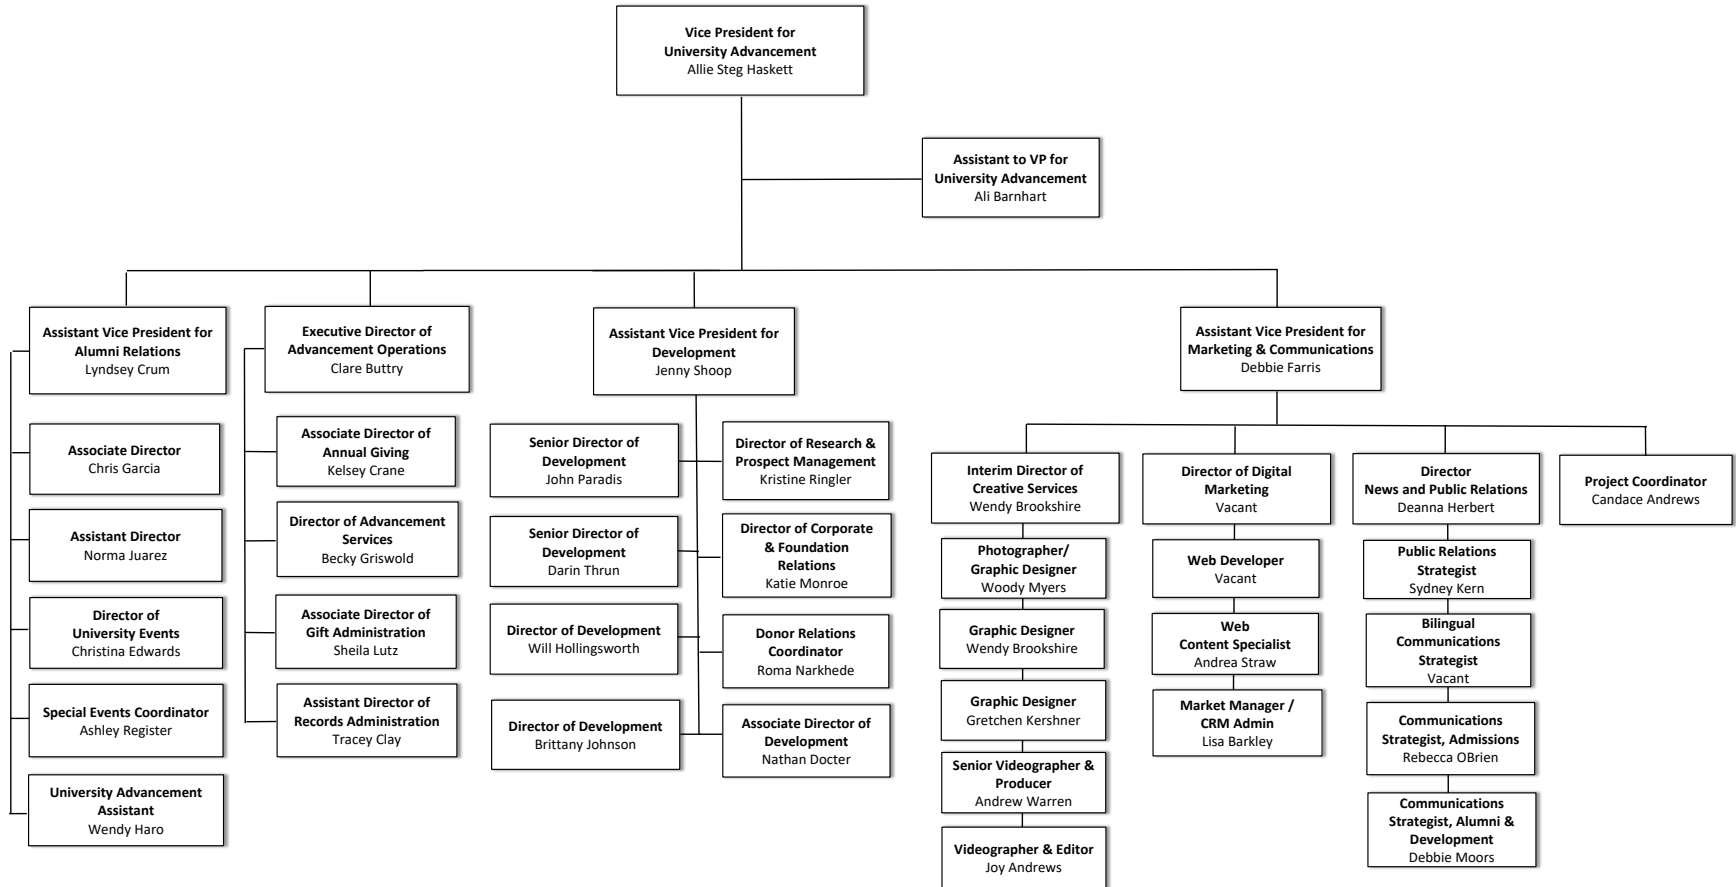 Vice President for
University Advancement
Allie Steg Haskett
Assistant to VP for
University Advancement
Ali Barnhart
Assistant Vice President for
Alumni Relations
Lyndsey Crum
Associate Director
Chris Garcia
Assistant Director
Norma Juarez
Director of
University Events
Christina Edwards
Special Events Coordinator
Ashley Register
University Advancement
Assistant
Wendy Haro
Executive Director of
Advancement Operations
Clare Buttry
Associate Director of
Annual Giving
Kelsey Crane
Director of Advancement
Services
Becky Griswold
Associate Director of
Gift Administration
Sheila Lutz
Assistant Director of
Records Administration
Tracey Clay
Assistant Vice President for
Development
Jenny Shoop
Senior Director of
Development
John Paradis
Director of Research &
Prospect Management
Kristine Ringler
Senior Director of
Development
Darin Thrun
Director of Corporate
& Foundation
Relations
Katie Monroe
Director of Development
Will Hollingsworth
Donor Relations
Coordinator
Roma Narkhede
Director of Development
Brittany Johnson
Associate Director of
Development
Nathan Docter
Assistant Vice President for
Marketing & Communications
Debbie Farris
Interim Director of
Creative Services
Wendy Brookshire
Photographer/
Graphic Designer
Woody Myers
Graphic Designer
Wendy Brookshire
Graphic Designer
Gretchen Kershner
Senior Videographer &
Producer
Andrew Warren
Videographer & Editor
Joy Andrews
Director of Digital
Marketing
Vacant
Web Developer
Vacant
Web
Content Specialist
Andrea Straw
Market Manager /
CRM Admin
Lisa Barkley
Director
News and Public Relations
Deanna Herbert
Public Relations
Strategist
Sydney Kern
Bilingual
Communications
Strategist
Vacant
Communications
Strategist, Admissions
Rebecca OBrien
Communications
Strategist, Alumni &
Development
Debbie Moors
Project Coordinator
Candace Andrews